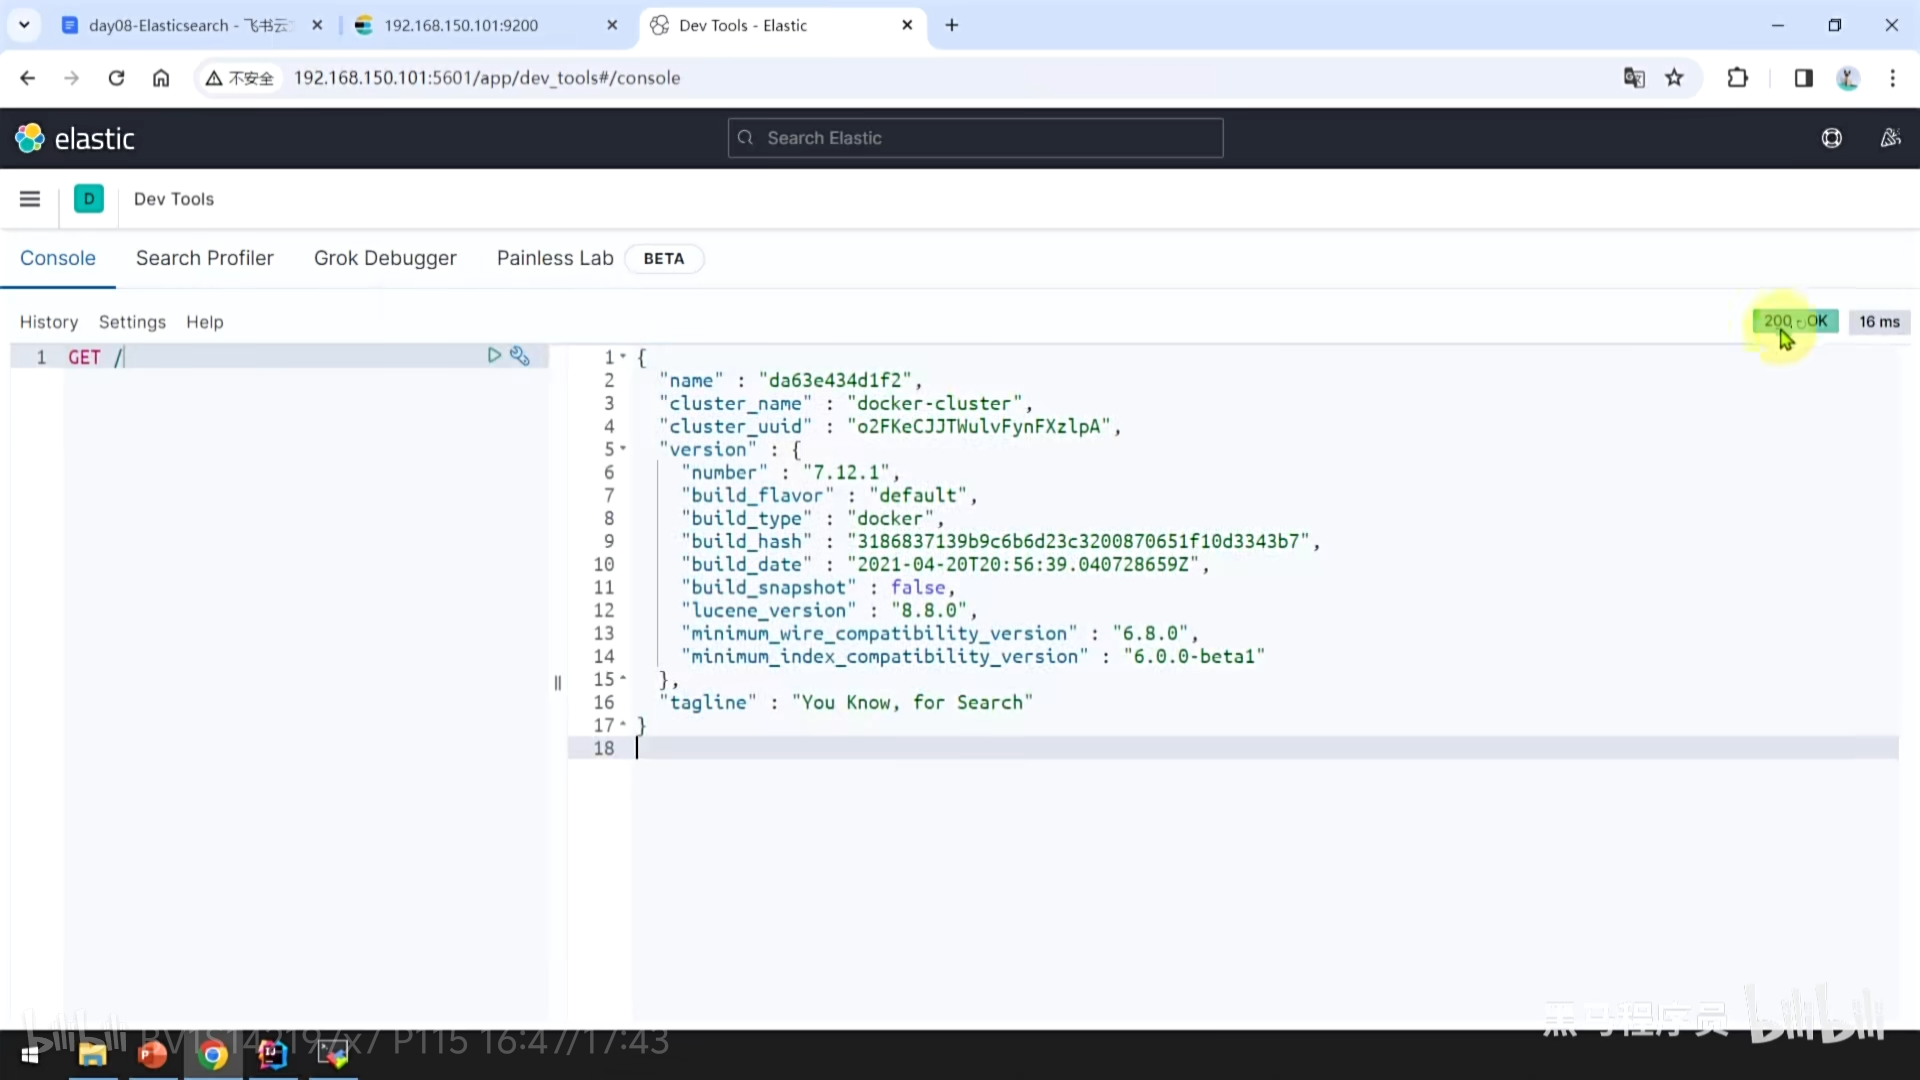 day08-Elasticsearch - 飞书云
192.168.150.101:9200
Dev Tools - Elastic
不安全
192.168.150.101:5601/app/dev_tools#/console
elastic
Search Elastic
D
Dev Tools
Console
Search Profiler
Grok Debugger
Painless Lab
BETA
History
Settings
Help
200 - OK
16 ms
1 GET /
1 {
2 "name" : "da63e434d1f2",
3 "cluster_name" : "docker-cluster",
4 "cluster_uuid" : "o2FKeCJJTWulvFynFXzlpA",
5 "version" : {
6 "number" : "7.12.1",
7 "build_flavor" : "default",
8 "build_type" : "docker",
9 "build_hash" : "3186837139b9c6b6d23c3200870651f10d3343b7",
10 "build_date" : "2021-04-20T20:56:39.040728659Z",
11 "build_snapshot" : false,
12 "lucene_version" : "8.8.0",
13 "minimum_wire_compatibility_version" : "6.8.0",
14 "minimum_index_compatibility_version" : "6.0.0-beta1"
15 },
16 "tagline" : "You Know, for Search"
17 }
18
黑马程序员
bilibili
bilibili
P115 16:47//17:43